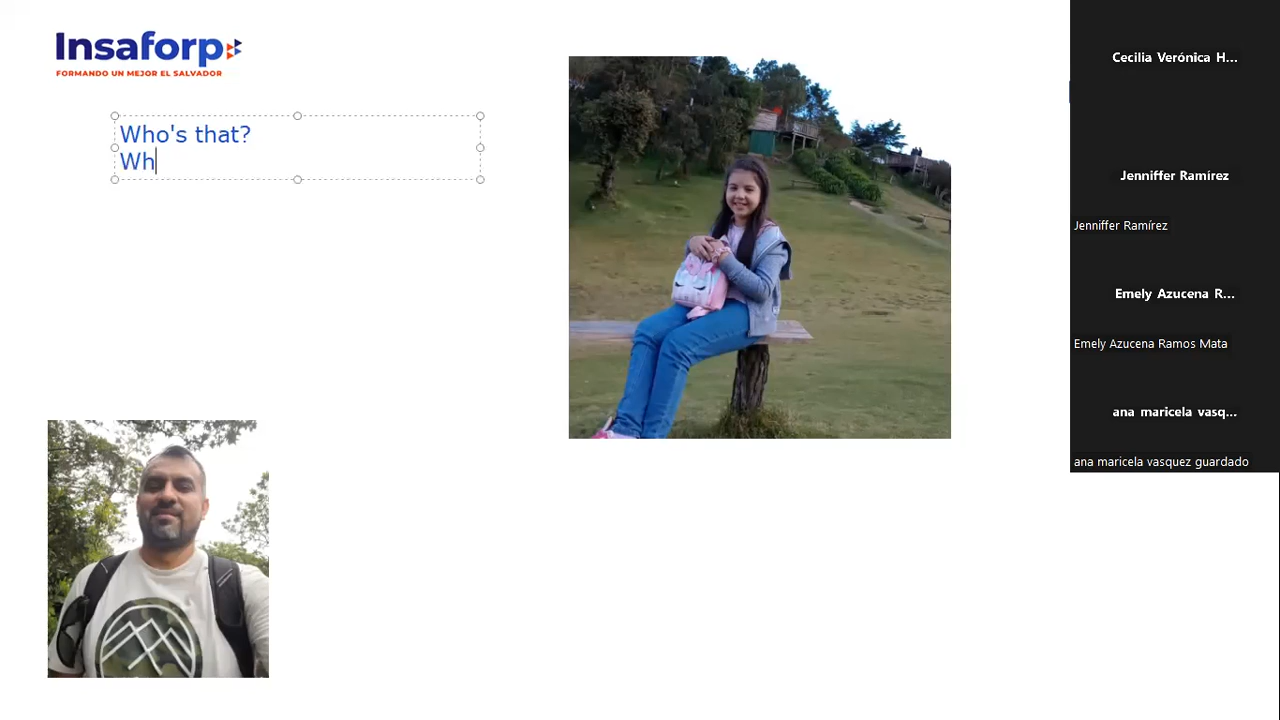 Insaforp
FORMANDO UN MEJOR EL SALVADOR
Who's that?
Wh
Cecilia Verónica H...
Jenniffer Ramírez
Jenniffer Ramírez
Emely Azucena R...
Emely Azucena Ramos Mata
ana maricela vasq...
ana maricela vasquez guardado